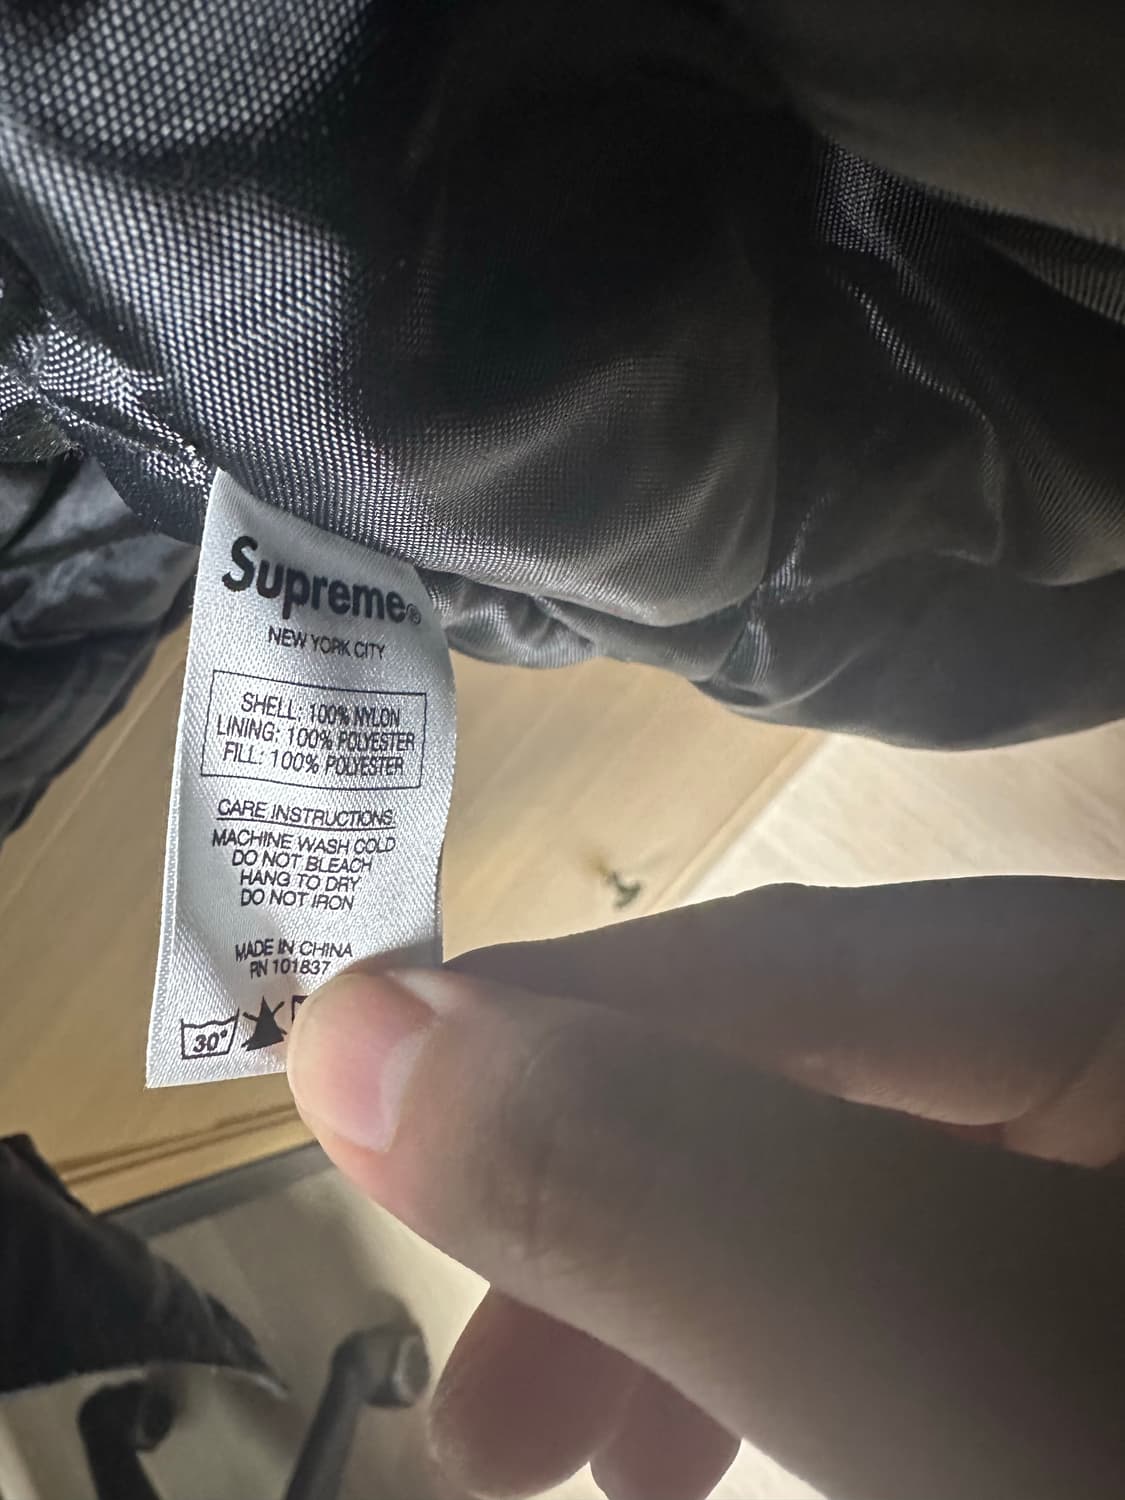 Supreme®
NEW YORK CITY
SHELL: 100% NYLON
LINING: 100% POLYESTER
FILL: 100% POLYESTER
CARE INSTRUCTIONS
MACHINE WASH COLD
DO NOT BLEACH
HANG TO DRY
DO NOT IRON
MADE IN CHINA
RN 101837
30°